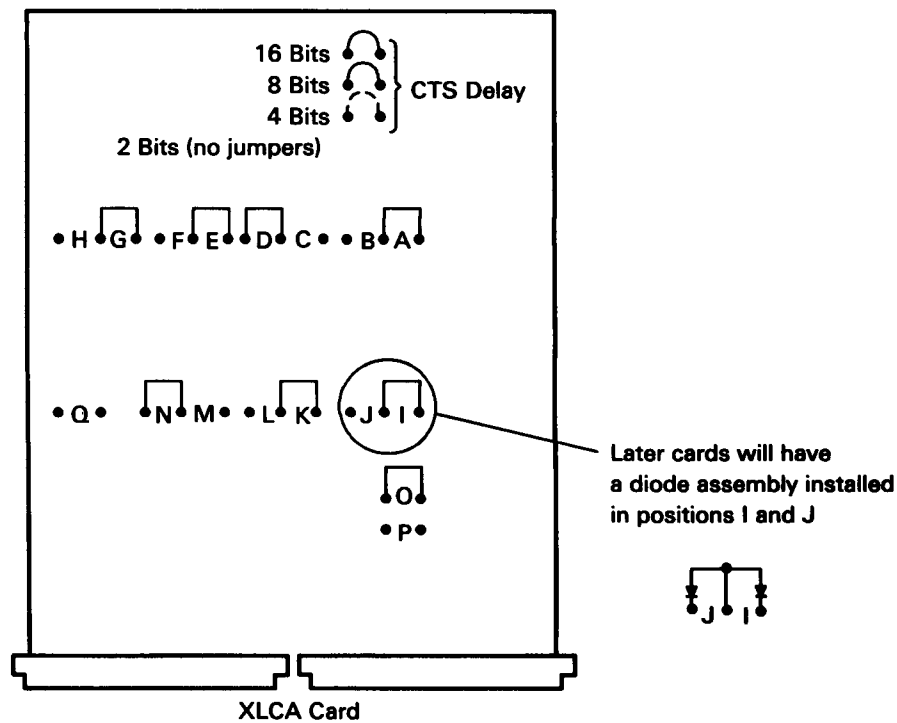 16 Bits
8 Bits
CTS Delay
4 Bits
2 Bits (no jumpers)
H G F E D C B A
Q N M L K J I
Later cards will have
a diode assembly installed
in positions I and J
O
P
J I
XLCA Card